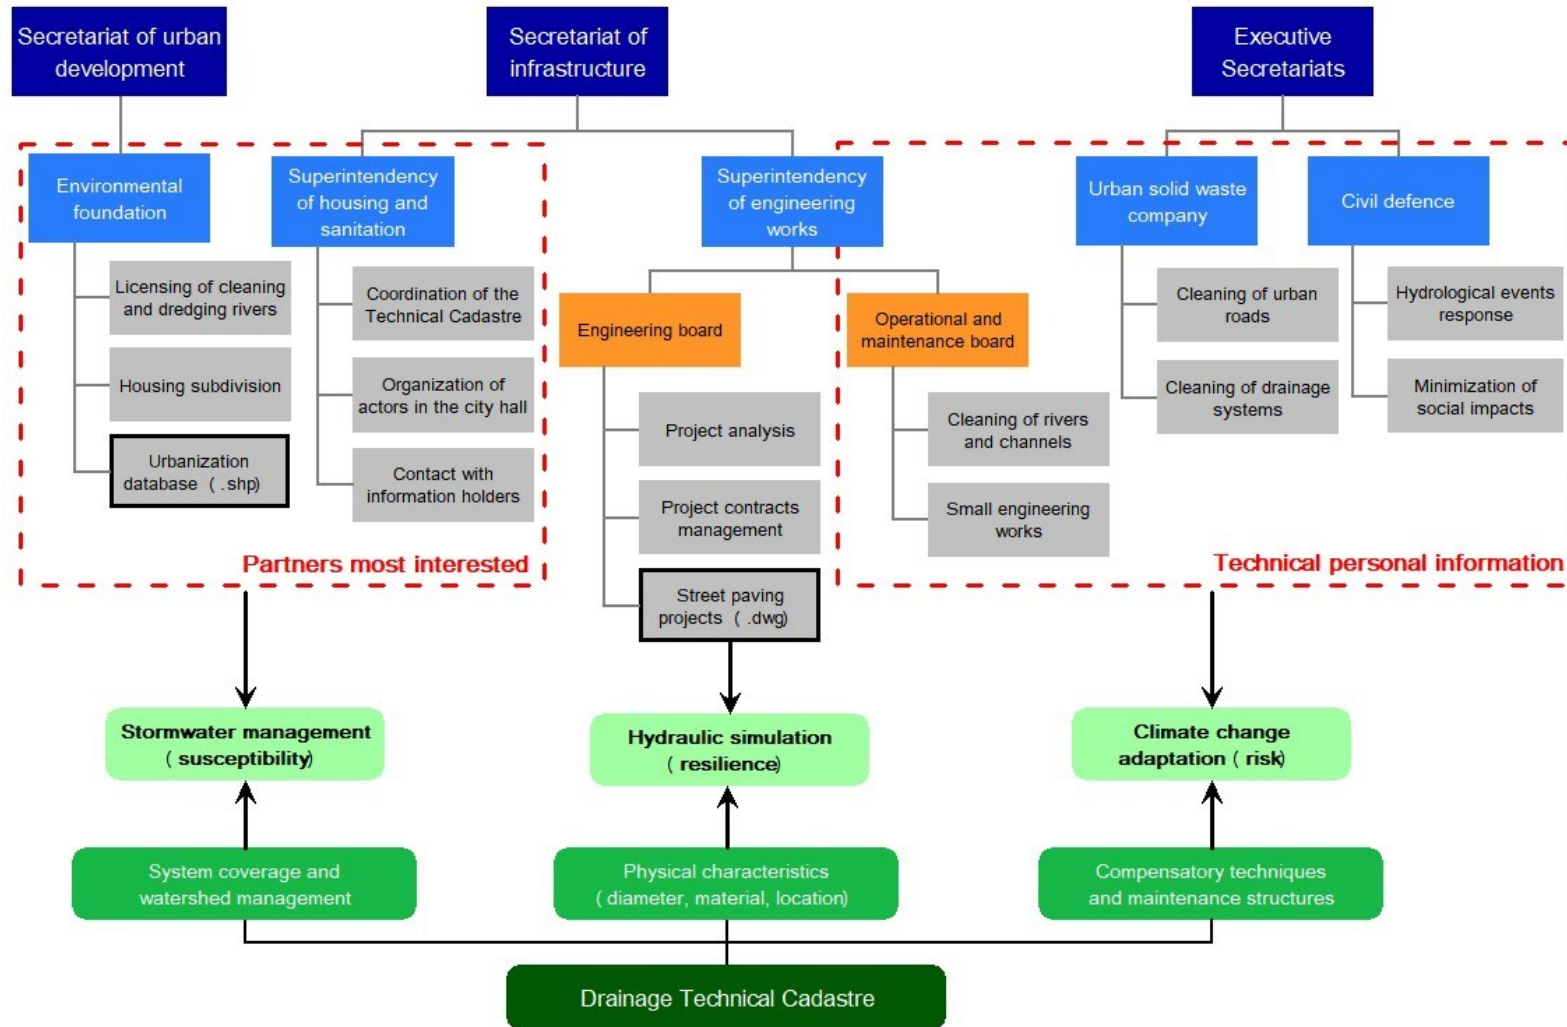 Secretariat of urban
development
Secretariat of
infrastructure
Executive
Secretariats
Environmental
foundation
Superintendency
of housing and
sanitation
Superintendency
of engineering
works
Urban solid waste
company
Civil defence
Licensing of cleaning
and dredging rivers
Housing subdivision
Urbanization
database ( .shp)
Coordination of the
Technical Cadastre
Organization of
actors in the city hall
Contact with
information holders
Engineering board
Operational and
maintenance board
Project analysis
Project contracts
management
Street paving
projects ( .dwg)
Cleaning of rivers
and channels
Small engineering
works
Cleaning of urban
roads
Cleaning of drainage
systems
Hydrological events
response
Minimization of
social impacts
Partners most interested
Technical personal information
Stormwater management
( susceptibility)
Hydraulic simulation
( resilience)
Climate change
adaptation ( risk)
System coverage and
watershed management
Physical characteristics
( diameter, material, location)
Compensatory techniques
and maintenance structures
Drainage Technical Cadastre